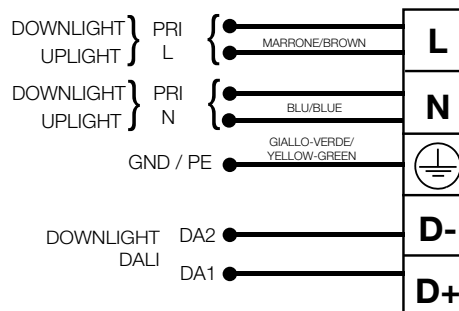 DOWNLIGHT } PRI {
UPLIGHT } L {
MARRONE/BROWN
L
DOWNLIGHT } PRI {
UPLIGHT } N {
BLU/BLUE
N
GND / PE
GIALLO-VERDE/
YELLOW-GREEN
DOWNLIGHT DA2
DALI
D-
DA1
D+